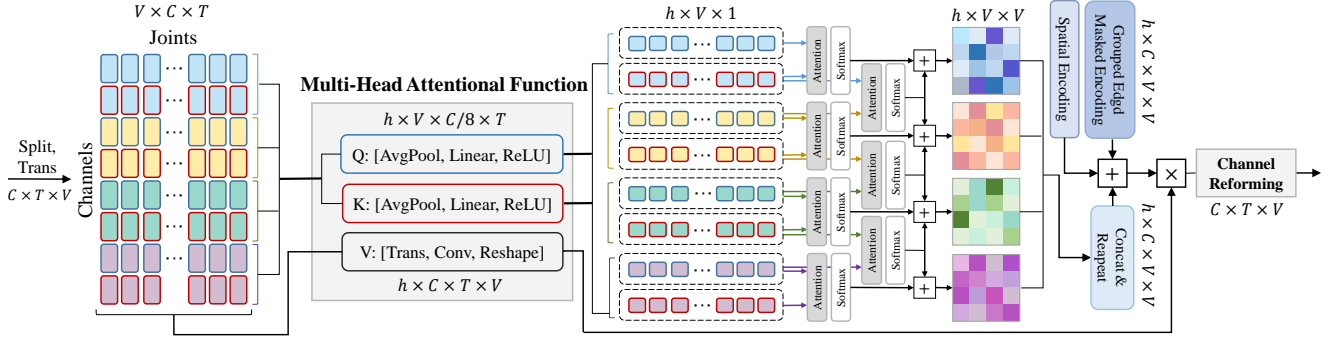 V × C × T
Joints
Channels
Split,
Trans
C × T × V
Multi-Head Attentional Function
h × V × C/8 × T
Q: [AvgPool, Linear, ReLU]
K: [AvgPool, Linear, ReLU]
V: [Trans, Conv, Reshape]
h × C × T × V
h × V × 1
Attention
Softmax
Attention
Softmax
Attention
Softmax
Attention
Softmax
Attention
Softmax
Attention
Softmax
Attention
Softmax
h × V × V
Spatial Encoding
Grouped Edgd
Masked Encoding
h × C × V × V
Concat &
Reapeat
h × C × V × V
Channel
Reforming
C × T × V